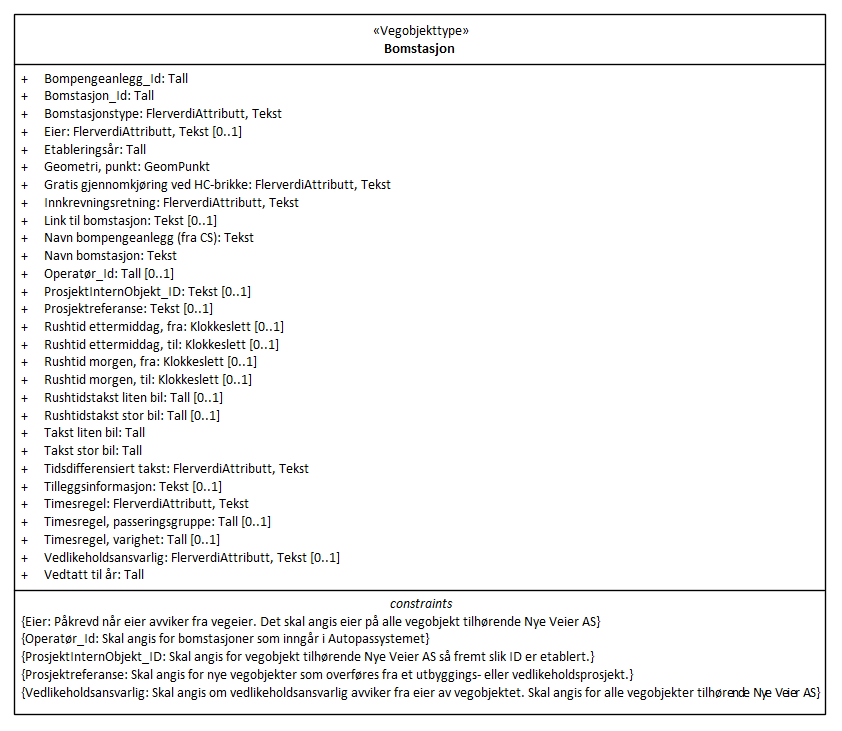 «Vegobjekttype»
Bomstasjon
+ Bompengeanlegg_Id: Tall
+ Bomstasjon_Id: Tall
+ Bomstasjonstype: FlerverdiAttributt, Tekst
+ Eier: FlerverdiAttributt, Tekst [0..1]
+ Etableringsår: Tall
+ Geometri, punkt: GeomPunkt
+ Gratis gjennomkjøring ved HC-brikke: FlerverdiAttributt, Tekst
+ Innkrevningsretning: FlerverdiAttributt, Tekst
+ Link til bomstasjon: Tekst [0..1]
+ Navn bompengeanlegg (fra CS): Tekst
+ Navn bomstasjon: Tekst
+ Operatør_Id: Tall [0..1]
+ ProsjektInternObjekt_ID: Tekst [0..1]
+ Prosjektreferanse: Tekst [0..1]
+ Rushtid ettermiddag, fra: Klokkeslett [0..1]
+ Rushtid ettermiddag, til: Klokkeslett [0..1]
+ Rushtid morgen, fra: Klokkeslett [0..1]
+ Rushtid morgen, til: Klokkeslett [0..1]
+ Rushtidstakst liten bil: Tall [0..1]
+ Rushtidstakst stor bil: Tall [0..1]
+ Takst liten bil: Tall
+ Takst stor bil: Tall
+ Tidsdifferensiert takst: FlerverdiAttributt, Tekst
+ Tilleggsinformasjon: Tekst [0..1]
+ Timesregel: FlerverdiAttributt, Tekst
+ Timesregel, passeringsgruppe: Tall [0..1]
+ Timesregel, varighet: Tall [0..1]
+ Vedlikeholdsansvarlig: FlerverdiAttributt, Tekst [0..1]
+ Vedtatt til år: Tall
constraints
{Eier: Påkrevd når eier avviker fra vegeier. Det skal angis eier på alle vegobjekt tilhørende Nye Veier AS}
{Operatør_Id: Skal angis for bomstasjoner som inngår i Autopassystemet}
{ProsjektInternObjekt_ID: Skal angis for vegobjekt tilhørende Nye Veier AS så fremt slik ID er etablert.}
{Prosjektreferanse: Skal angis for nye vegobjekter som overføres fra et utbyggings- eller vedlikeholdsprosjekt.}
{Vedlikeholdsansvarlig: Skal angis om vedlikeholdsansvarlig avviker fra eier av vegobjektet. Skal angis for alle vegobjekter tilhørende Nye Veier AS}